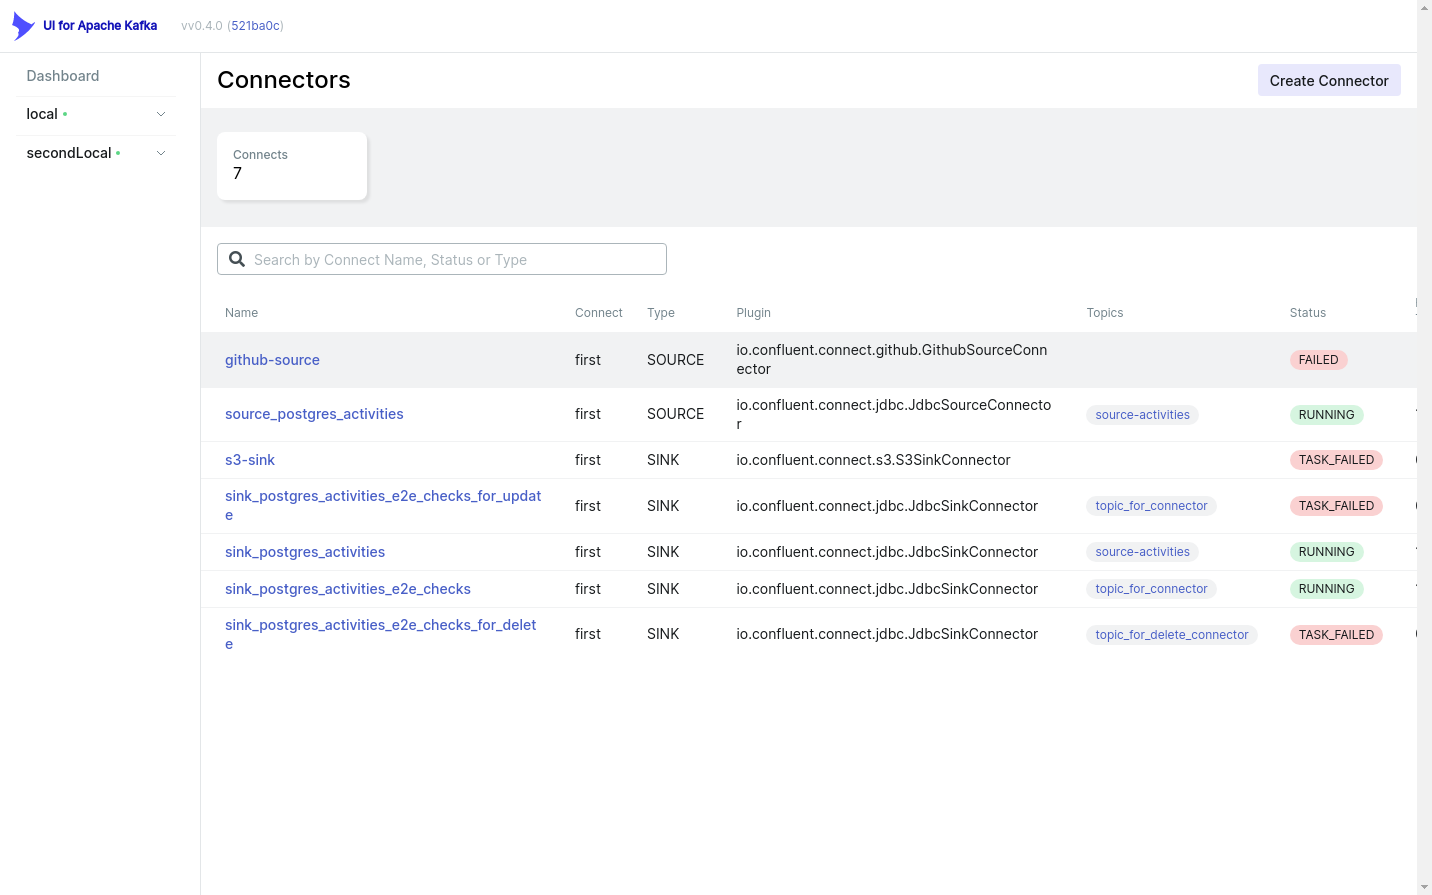 UI for Apache Kafka
vv0.4.0 (521ba0c)
Dashboard
local
secondLocal
Connectors
Create Connector
Connects
7
Search by Connect Name, Status or Type
Name Connect Type Plugin Topics Status
github-source first SOURCE io.confluent.connect.github.GithubSourceConn
ector
FAILED
source_postgres_activities first SOURCE io.confluent.connect.jdbc.JdbcSourceConnecto
r
source-activities RUNNING
s3-sink first SINK io.confluent.connect.s3.S3SinkConnector TASK_FAILED
sink_postgres_activities_e2e_checks_for_updat
e
first SINK io.confluent.connect.jdbc.JdbcSinkConnector topic_for_connector TASK_FAILED
sink_postgres_activities first SINK io.confluent.connect.jdbc.JdbcSinkConnector source-activities RUNNING
sink_postgres_activities_e2e_checks first SINK io.confluent.connect.jdbc.JdbcSinkConnector topic_for_connector RUNNING
sink_postgres_activities_e2e_checks_for_delet
e
first SINK io.confluent.connect.jdbc.JdbcSinkConnector topic_for_delete_connector TASK_FAILED